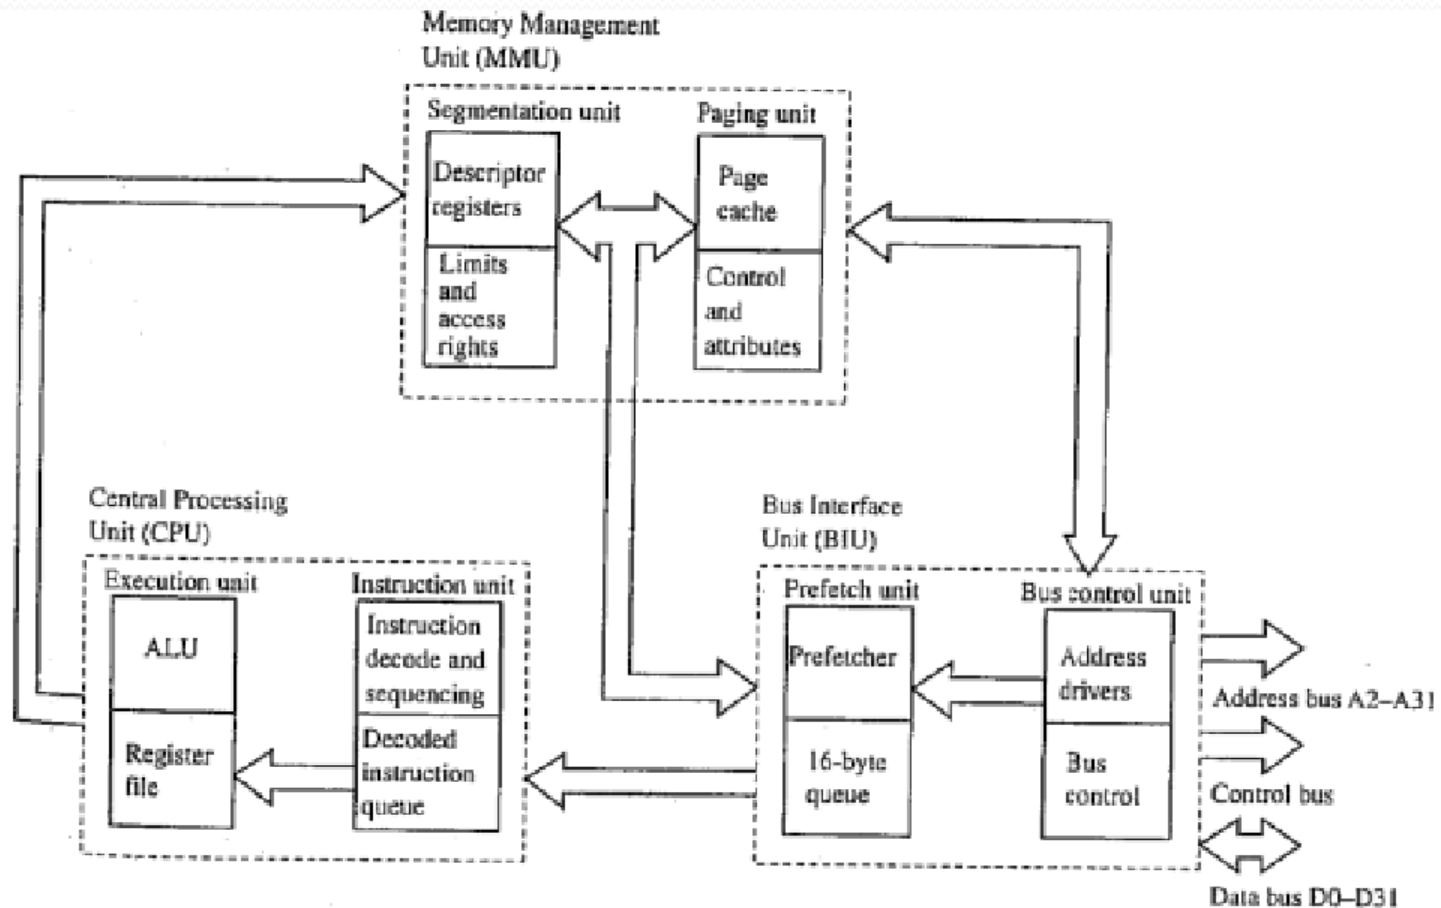 Memory Management
Unit (MMU)
Segmentation unit
Paging unit
Descriptor
registers
Limits
and
access
rights
Page
cache
Control
and
attributes
Central Processing
Unit (CPU)
Execution unit
Instruction unit
ALU
Register
file
Instruction
decode and
sequencing
Decoded
instruction
queue
Bus Interface
Unit (BIU)
Prefetch unit
Bus control unit
Prefetcher
16-byte
queue
Address
drivers
Bus
control
Address bus A2–A31
Control bus
Data bus D0–D31